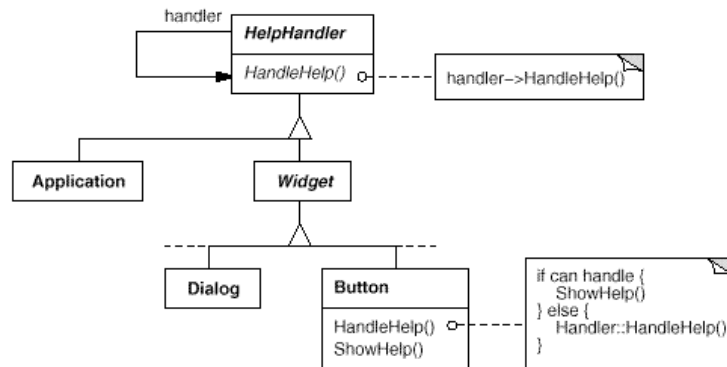 handler
HelpHandler
HandleHelp()
handler->HandleHelp()
Application
Widget
Dialog
Button
HandleHelp()
ShowHelp()
if can handle {
ShowHelp()
} else {
Handler::HandleHelp()
}